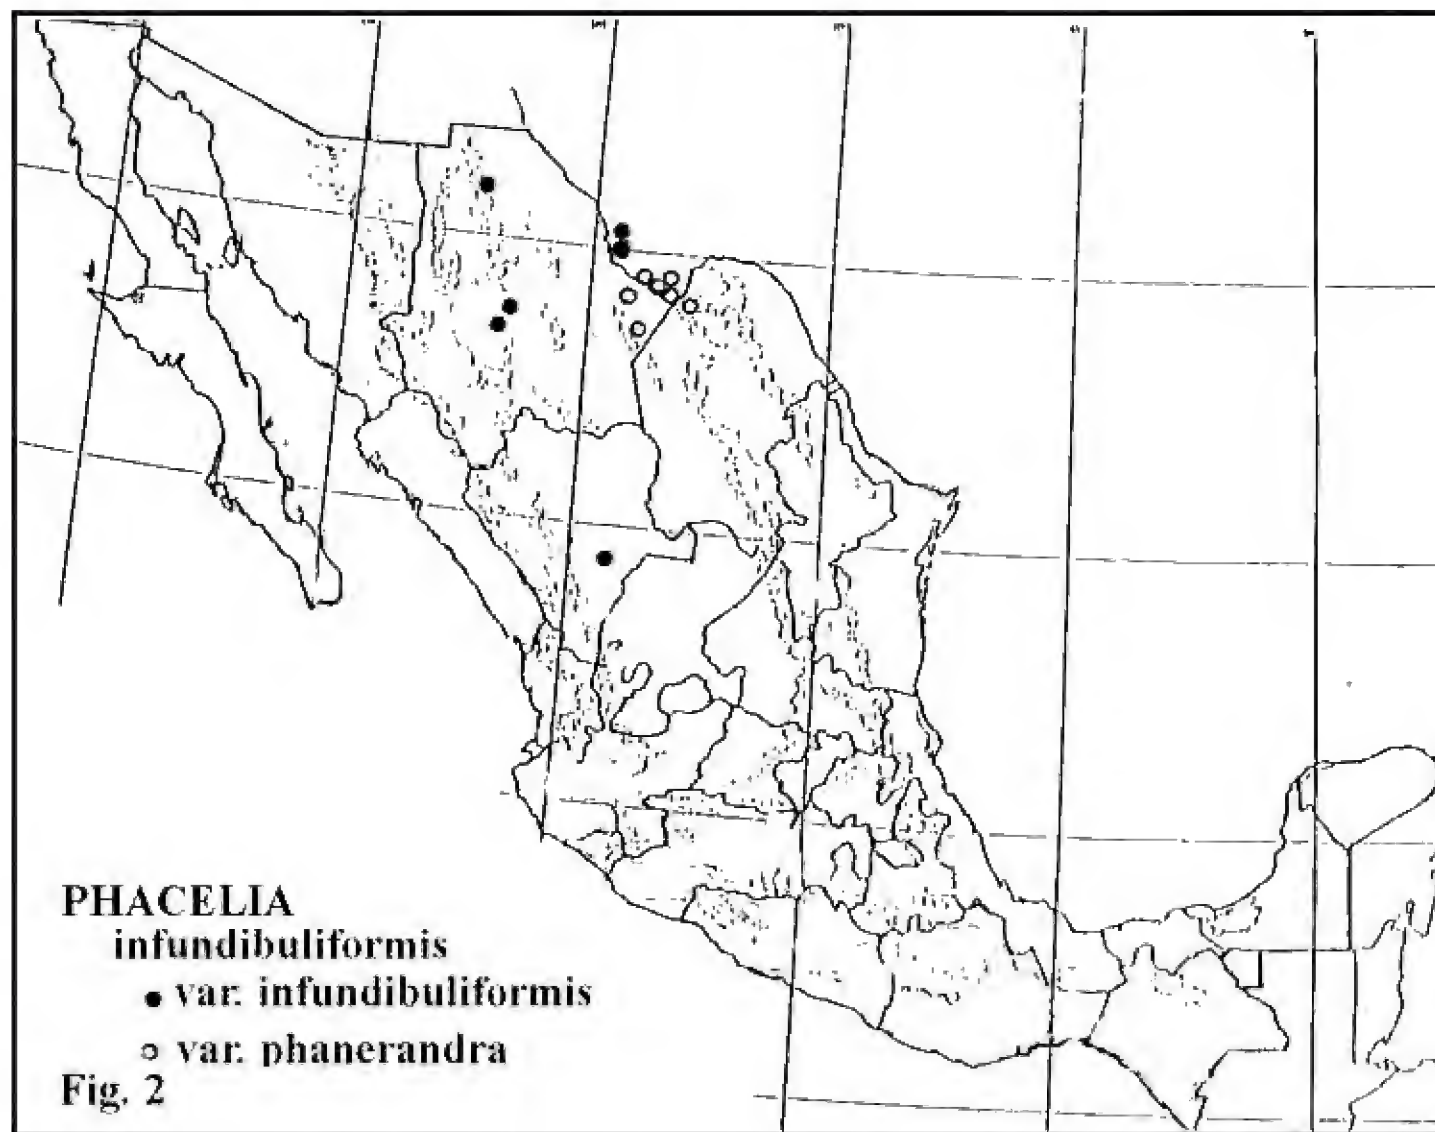 PHACELIA
infundibuliformis
● var. infundibuliformis
○ var. phanerandra
Fig. 2